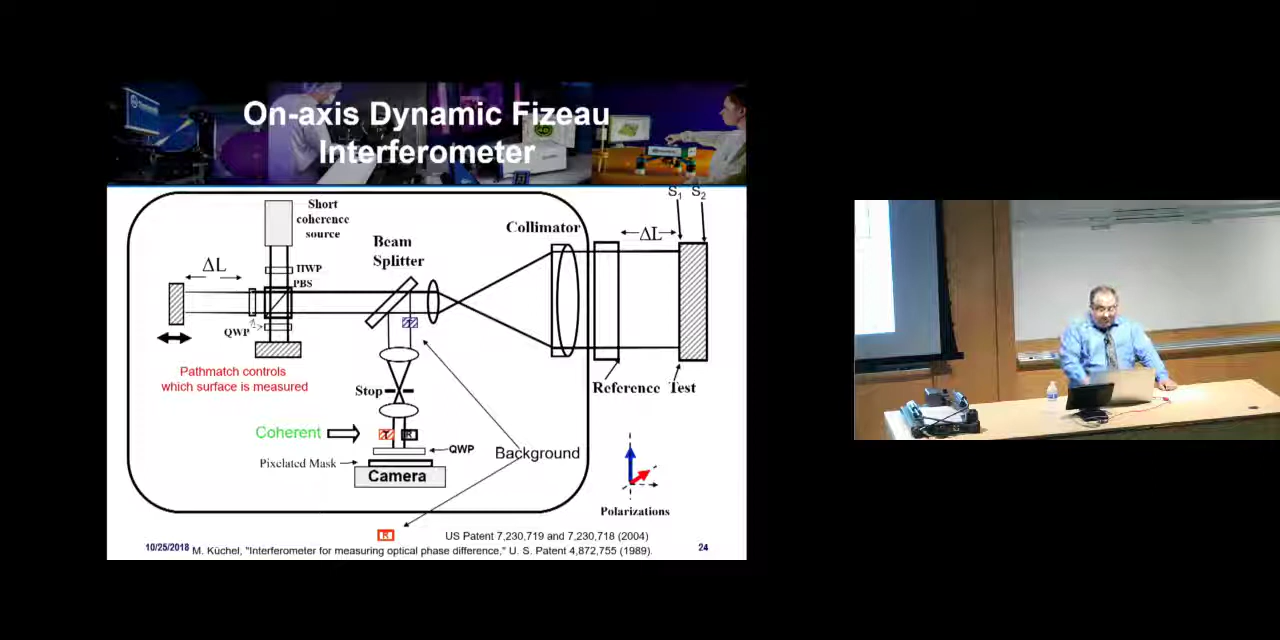 On-axis Dynamic Fizeau
Interferometer
S1 S2
Short
coherence
source
Collimator
ΔL
Beam
Splitter
ΔL
HWP
PBS
QWP
Pathmatch controls
which surface is measured
Stop
Reference Test
T
Coherent
T R
QWP
Background
Pixelated Mask
Camera
Polarizations
R
US Patent 7,230,719 and 7,230,718 (2004)
10/25/2018 M. Küchel, "Interferometer for measuring optical phase difference," U. S. Patent 4,872,755 (1989).
24